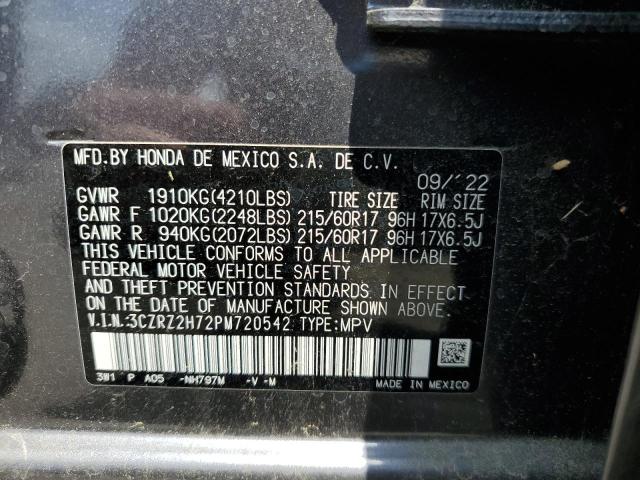 MFD.BY HONDA DE MEXICO S.A. DE C.V.
09/´22
GVWR 1910KG(4210LBS) TIRE SIZE RIM SIZE
GAWR F 1020KG(2248LBS) 215/60R17 96H 17X6.5J
GAWR R 940KG(2072LBS) 215/60R17 96H 17X6.5J
THIS VEHICLE CONFORMS TO ALL APPLICABLE
FEDERAL MOTOR VEHICLE SAFETY
AND THEFT PREVENTION STANDARDS IN EFFECT
ON THE DATE OF MANUFACTURE SHOWN ABOVE.
V.I.N.:3CZRZ2H72PM720542 TYPE:MPV
3W1 P A05 -NH797M -V -M
MADE IN MEXICO